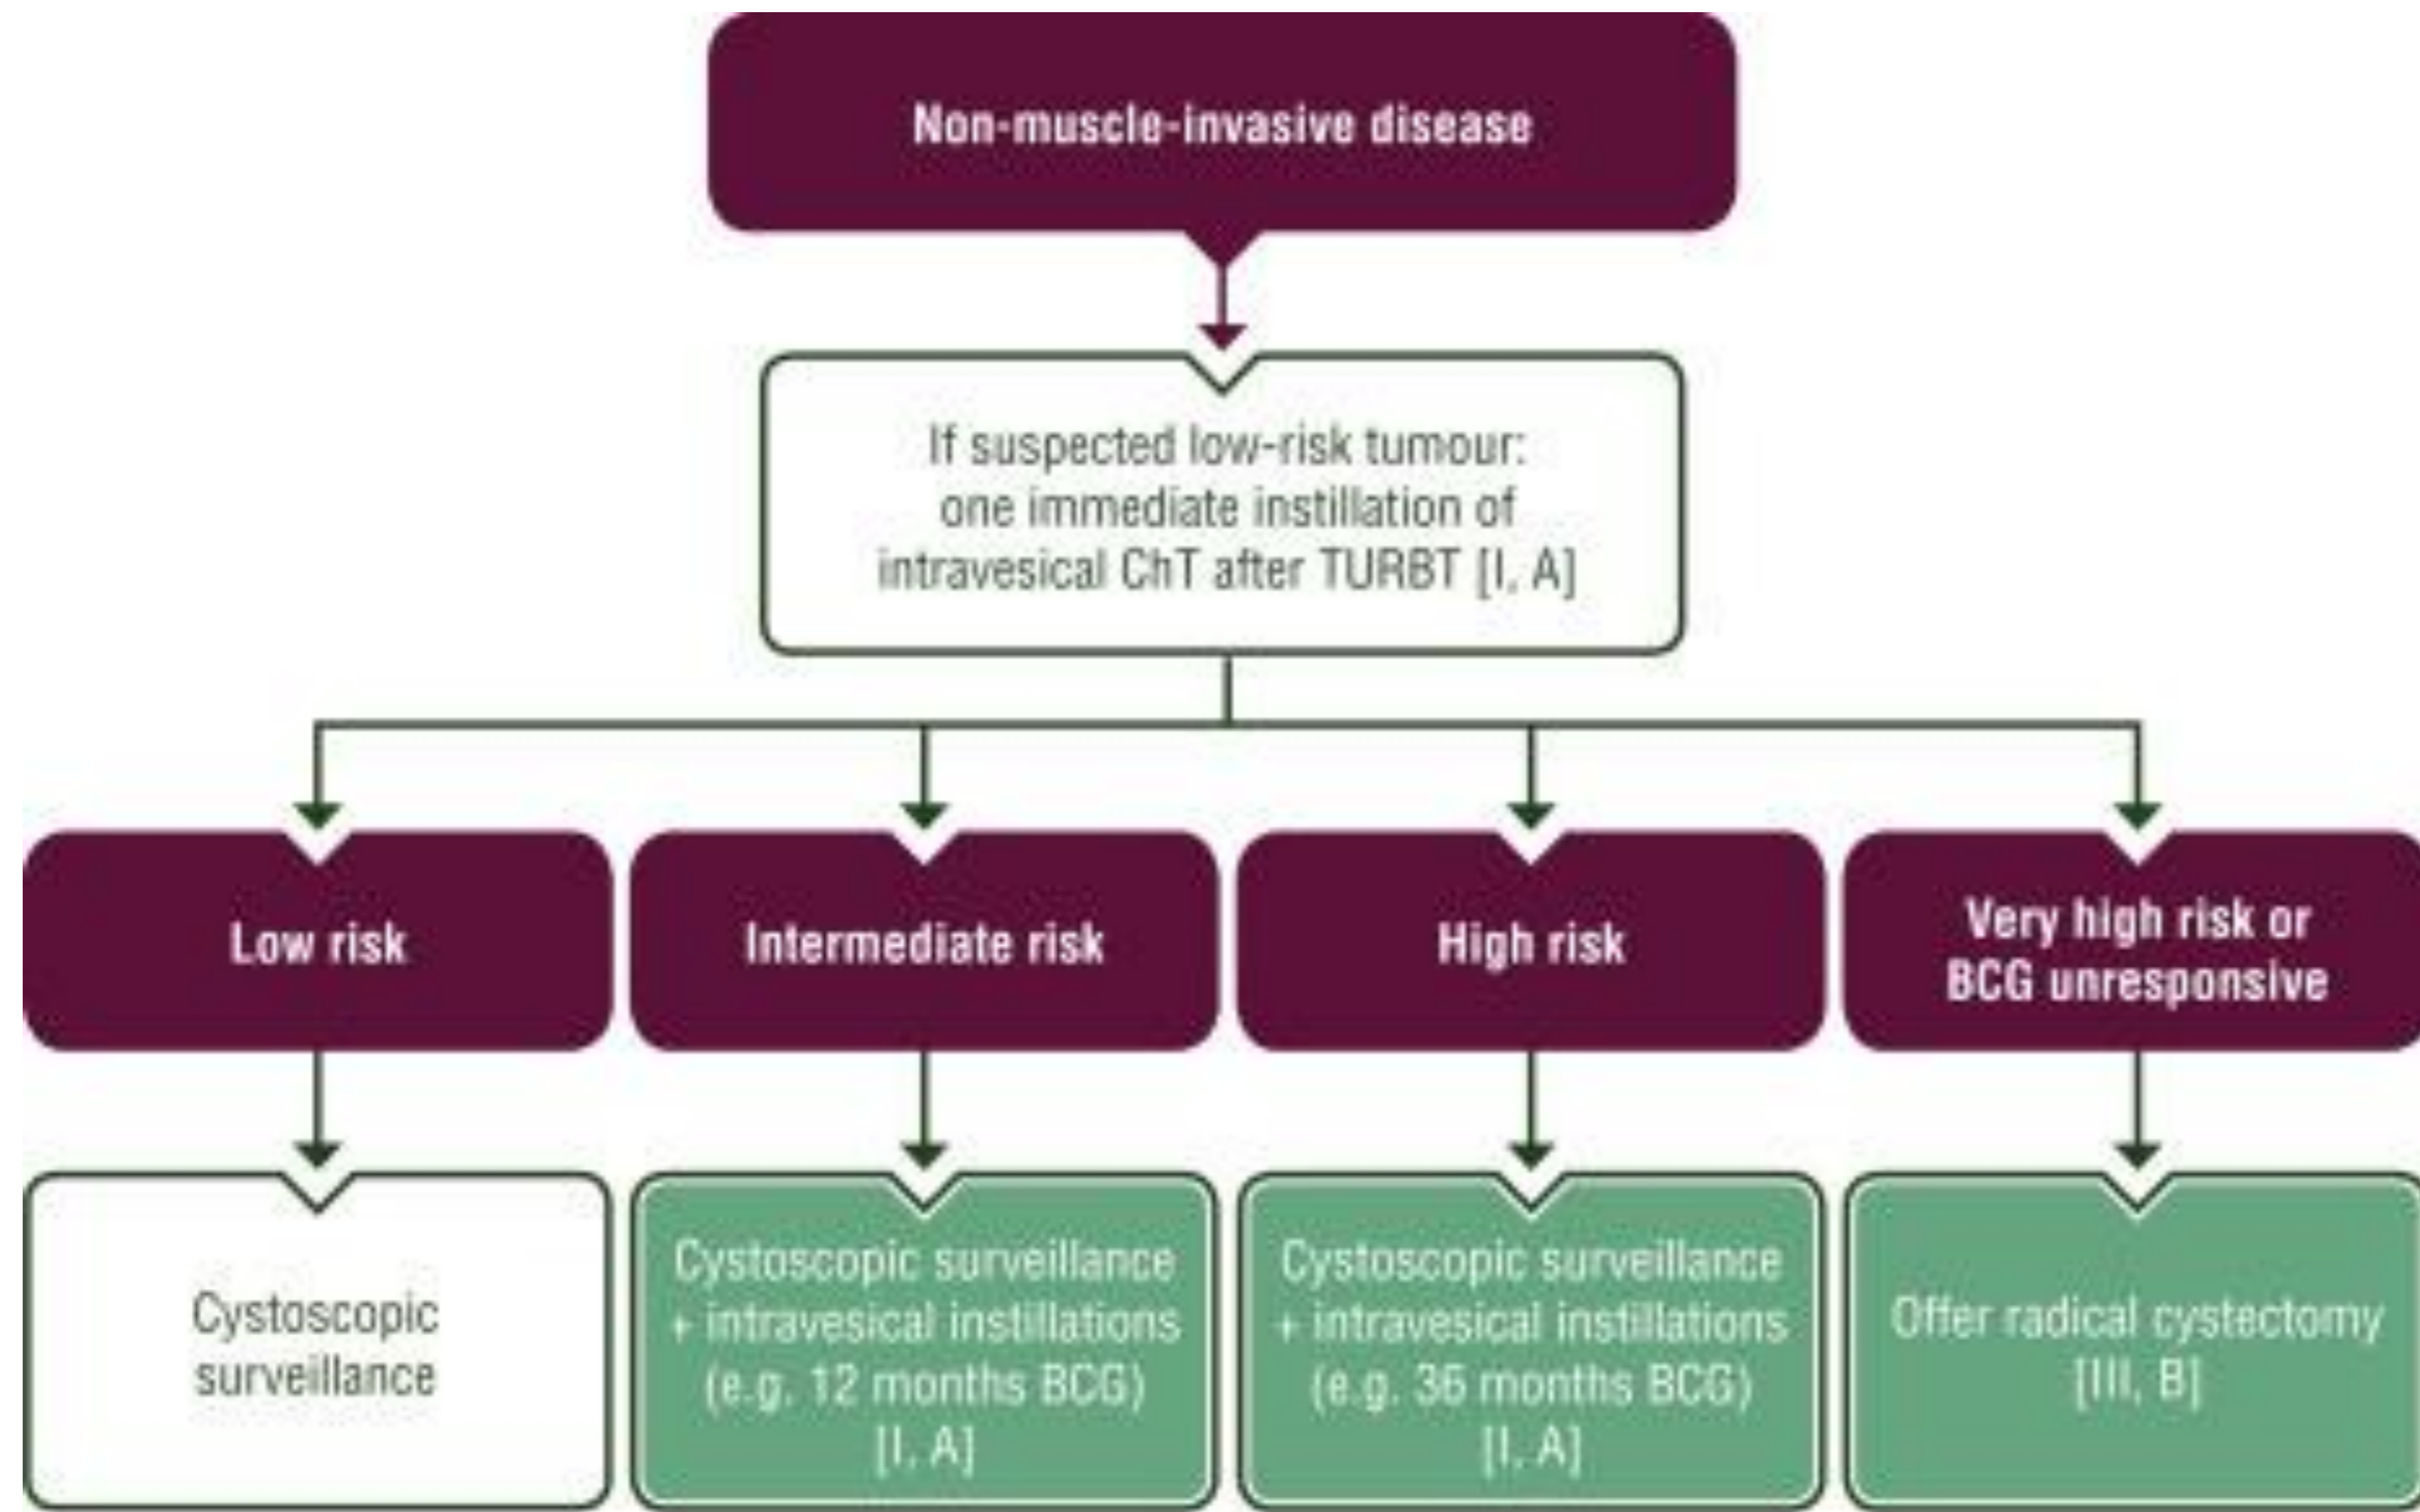 Non-muscle-invasive disease
If suspected low-risk tumour:
one immediate instillation of
intravesical ChT after TURBT [I, A]
Low risk
Intermediate risk
High risk
Very high risk or
BCG unresponsive
Cystoscopic
surveillance
Cystoscopic surveillance
+ intravesical instillations
(e.g. 12 months BCG)
[I, A]
Cystoscopic surveillance
+ intravesical instillations
(e.g. 36 months BCG)
[I, A]
Offer radical cystectomy
[III, B]